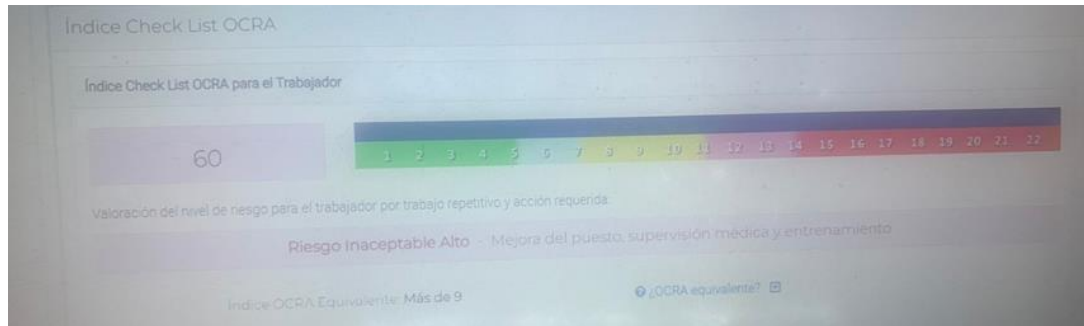 Índice Check List OCRA
Índice Check List OCRA para el Trabajador
60
1 2 3 4 5 6 7 8 9 10 11 12 13 14 15 16 17 18 19 20 21 22
Valoración del nivel de riesgo para el trabajador por trabajo repetitivo y acción requerida:
Riesgo Inaceptable Alto - Mejora del puesto, supervisión médica y entrenamiento
Índice OCRA Equivalente: Más de 9
¿OCRA equivalente?